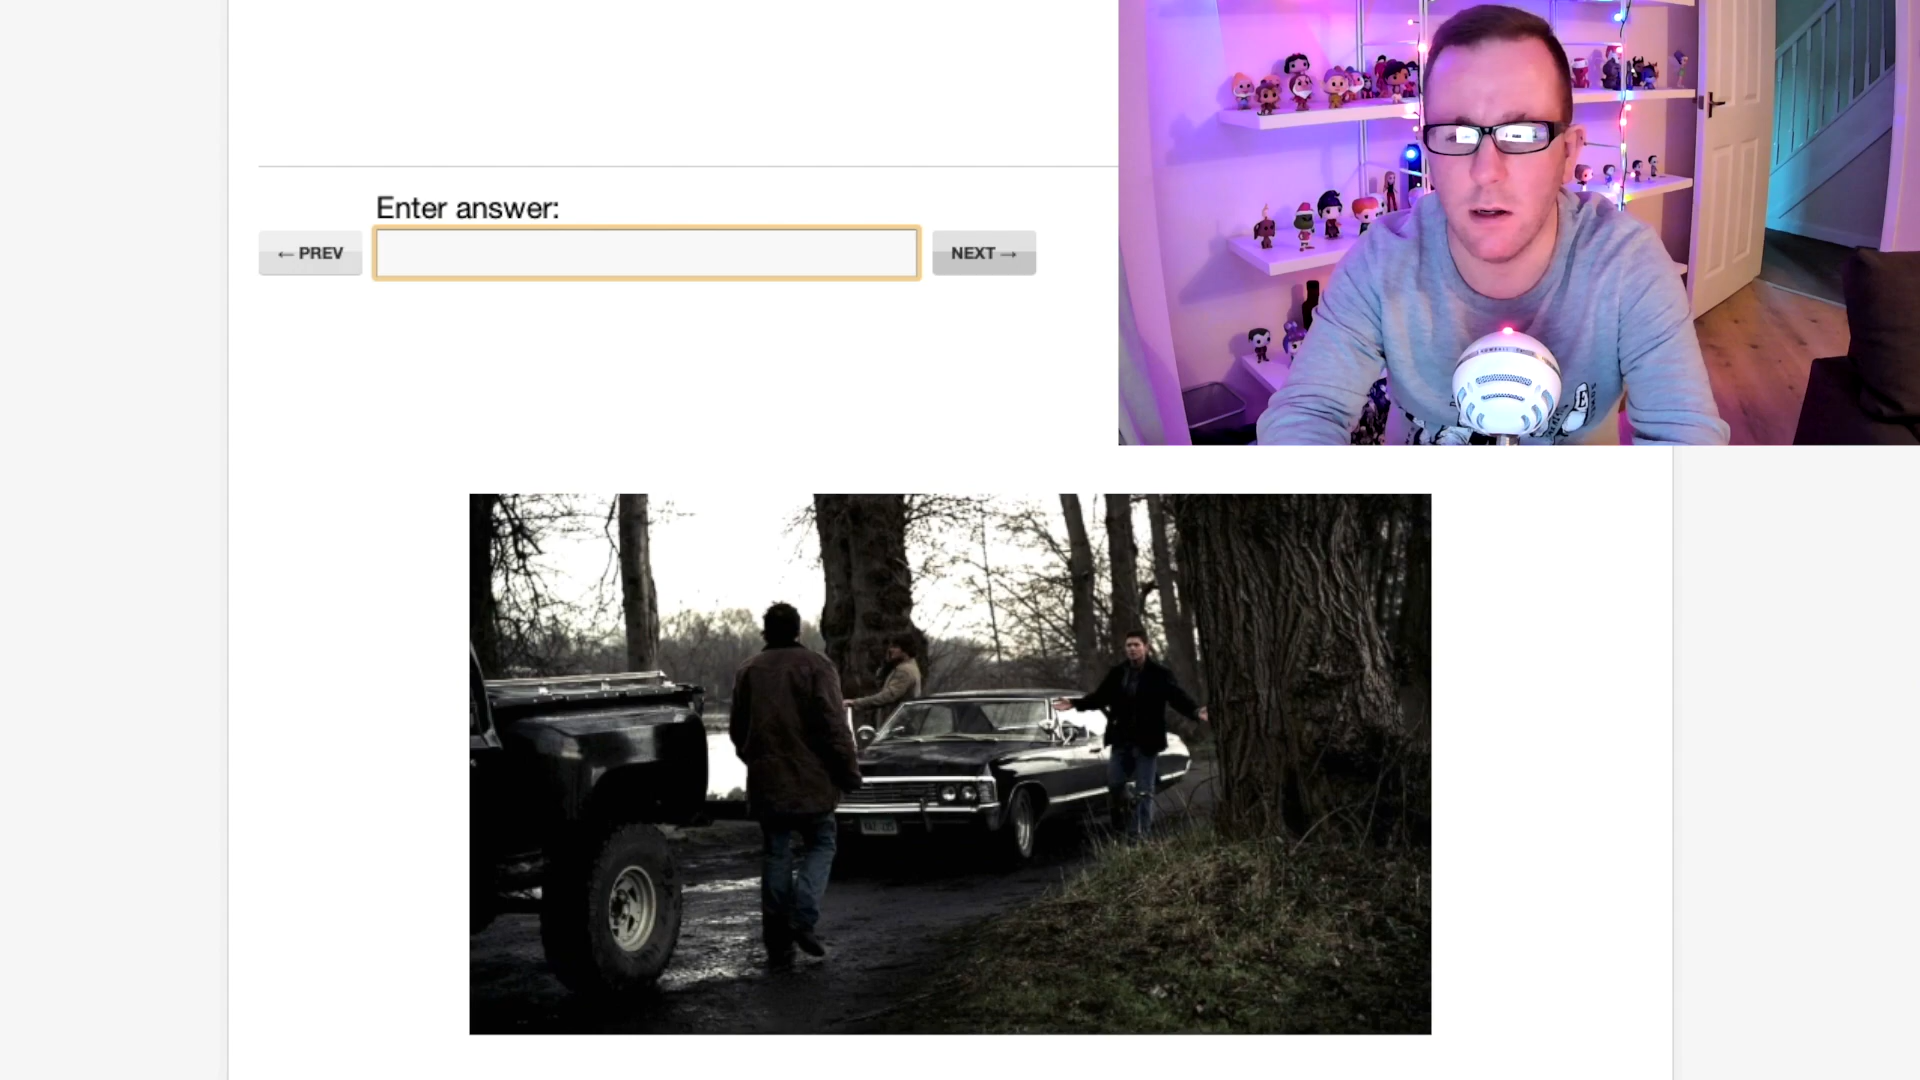 Enter answer:
← PREV
NEXT →